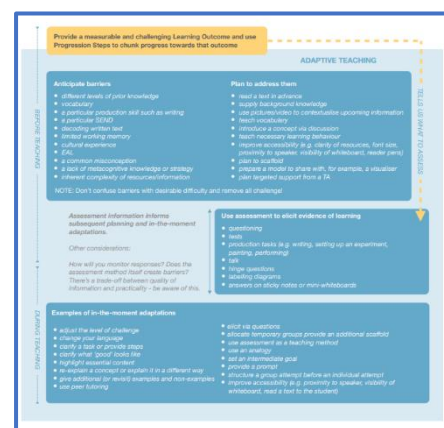 Provide a measurable and challenging Learning Outcome and use
Progression Steps to chunk progress towards that outcome
ADAPTIVE TEACHING
BEFORE TEACHING
TELLS US WHAT TO ASSESS
Anticipate barriers
different levels of prior knowledge
vocabulary
a particular production skill such as writing
a particular SEND
decoding written text
limited working memory
cultural experience
EAL
a common misconception
a lack of metacognitive knowledge or strategy
inherent complexity of resources/information
Plan to address them
read a text in advance
supply background knowledge
use pictures/video to contextualise upcoming information
teach vocabulary
introduce a concept via discussion
teach necessary learning behaviour
improve accessibility (e.g. clarity of resources, font size,
proximity to speaker, visibility of whiteboard, reader pens)
plan to scaffold
prepare a model to share with, for example, a visualiser
plan targeted support from a TA
NOTE: Don't confuse barriers with desirable difficulty and remove all challenge!
Assessment information informs
subsequent planning and in-the-moment
adaptations.
Other considerations:
How will you monitor responses? Does the
assessment method itself create barriers?
There's a trade-off between quality of
information and practicality - be aware of this.
Use assessment to elicit evidence of learning
questioning
tests
production tasks (e.g. writing, setting up an experiment,
painting, performing)
talk
hinge questions
labelling diagrams
answers on sticky notes or mini-whiteboards
DURING TEACHING
Examples of in-the-moment adaptations
adjust the level of challenge
change your language
clarify a task or provide steps
clarify what 'good' looks like
highlight essential content
re-explain a concept or explain it in a different way
give additional (or revisit) examples and non-examples
use peer tutoring
elicit via questions
allocate temporary groups provide an additional scaffold
use assessment as a teaching method
use an analogy
set an intermediate goal
provide a prompt
structure a group attempt before an individual attempt
improve accessibility (e.g. proximity to speaker, visibility of
whiteboard, read a text to the student)